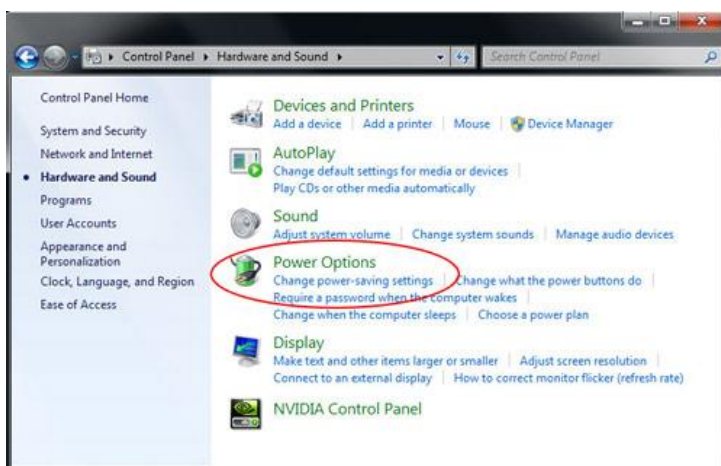 Control Panel
Hardware and Sound
Search Control Panel
Control Panel Home
System and Security
Network and Internet
Hardware and Sound
Programs
User Accounts
Appearance and
Personalization
Clock, Language, and Region
Ease of Access
Devices and Printers
Add a device Add a printer Mouse Device Manager
AutoPlay
Change default settings for media or devices
Play CDs or other media automatically
Sound
Adjust system volume Change system sounds Manage audio devices
Power Options
Change power-saving settings Change what the power buttons do
Require a password when the computer wakes
Change when the computer sleeps Choose a power plan
Display
Make text and other items larger or smaller Adjust screen resolution
Connect to an external display How to correct monitor flicker (refresh rate)
NVIDIA Control Panel